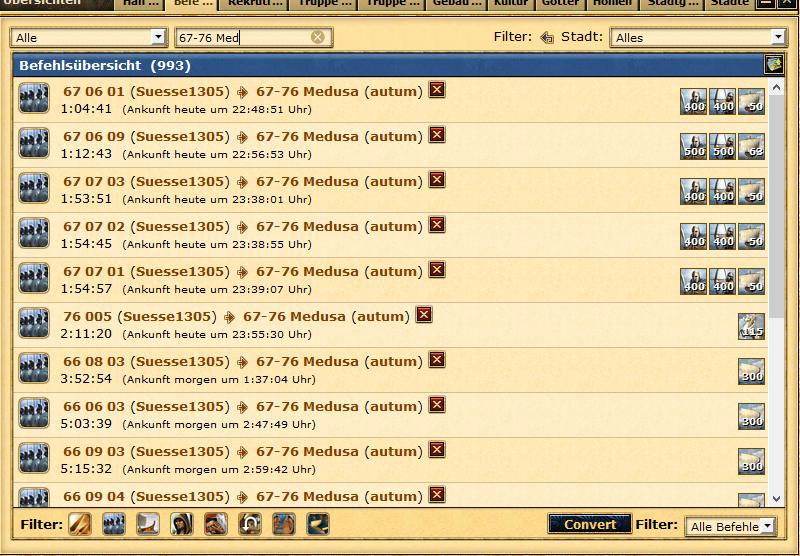 Übersichten Han ... Befe ... Rekruti ... Truppe ... Truppe ... Gebäu ... Kultur Götter Höhlen Stadtg ... Städte
Alle 67-76 Med Filter: Stadt: Alles
Befehlsübersicht (993)
67 06 01 (Suesse1305) 67-76 Medusa (autum)
1:04:41 (Ankunft heute um 22:48:51 Uhr) 400 400 50
67 06 09 (Suesse1305) 67-76 Medusa (autum)
1:12:43 (Ankunft heute um 22:56:53 Uhr) 500 500 63
67 07 03 (Suesse1305) 67-76 Medusa (autum)
1:53:51 (Ankunft heute um 23:38:01 Uhr) 400 400 50
67 07 02 (Suesse1305) 67-76 Medusa (autum)
1:54:45 (Ankunft heute um 23:38:55 Uhr) 400 400 50
67 07 01 (Suesse1305) 67-76 Medusa (autum)
1:54:57 (Ankunft heute um 23:39:07 Uhr) 400 400 50
76 005 (Suesse1305) 67-76 Medusa (autum)
2:11:20 (Ankunft heute um 23:55:30 Uhr) 115
66 08 03 (Suesse1305) 67-76 Medusa (autum)
3:52:54 (Ankunft morgen um 1:37:04 Uhr) 300
66 06 03 (Suesse1305) 67-76 Medusa (autum)
5:03:39 (Ankunft morgen um 2:47:49 Uhr) 300
66 09 03 (Suesse1305) 67-76 Medusa (autum)
5:15:32 (Ankunft morgen um 2:59:42 Uhr) 300
66 09 04 (Suesse1305) 67-76 Medusa (autum)
Filter: Convert Filter: Alle Befehle